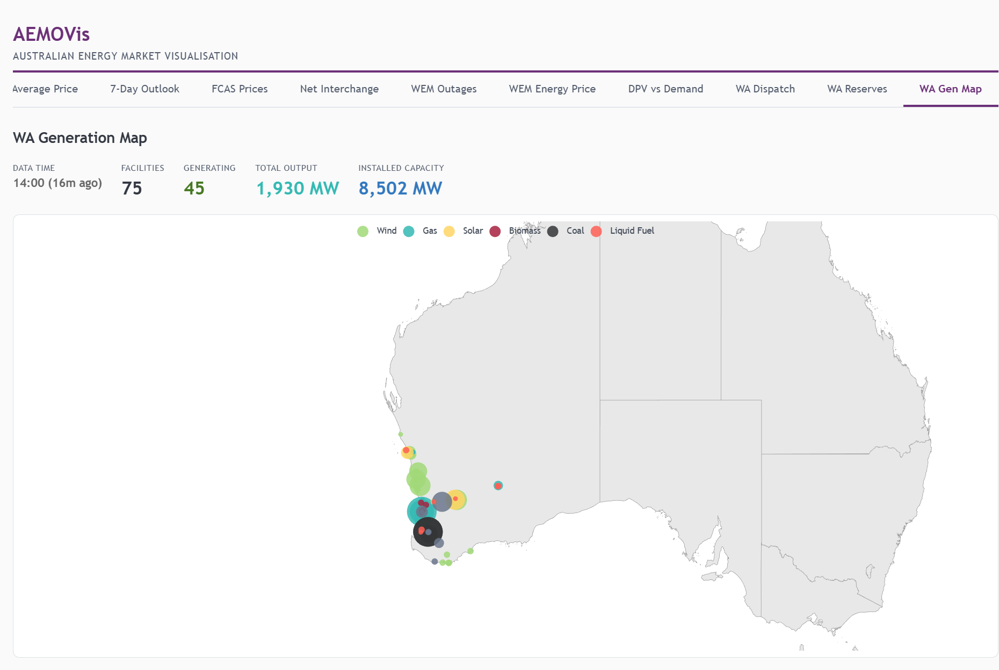 AEMOVis
AUSTRALIAN ENERGY MARKET VISUALISATION
Average Price 7-Day Outlook FCAS Prices Net Interchange WEM Outages WEM Energy Price DPV vs Demand WA Dispatch WA Reserves WA Gen Map
WA Generation Map
DATA TIME FACILITIES GENERATING TOTAL OUTPUT INSTALLED CAPACITY
14:00 (16m ago) 75 45 1,930 MW 8,502 MW
Wind Gas Solar Biomass Coal Liquid Fuel